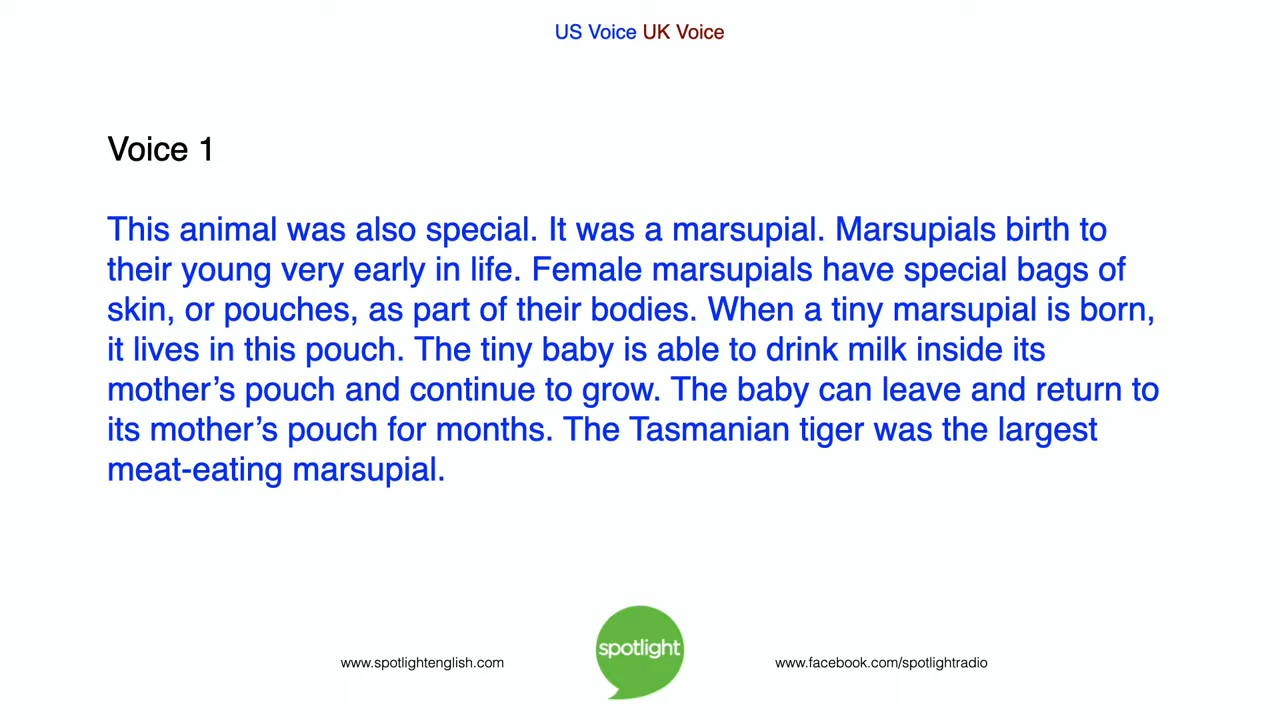 US Voice UK Voice
Voice 1
This animal was also special. It was a marsupial. Marsupials birth to
their young very early in life. Female marsupials have special bags of
skin, or pouches, as part of their bodies. When a tiny marsupial is born,
it lives in this pouch. The tiny baby is able to drink milk inside its
mother’s pouch and continue to grow. The baby can leave and return to
its mother’s pouch for months. The Tasmanian tiger was the largest
meat-eating marsupial.
www.spotlightenglish.com
spotlight
www.facebook.com/spotlightradio